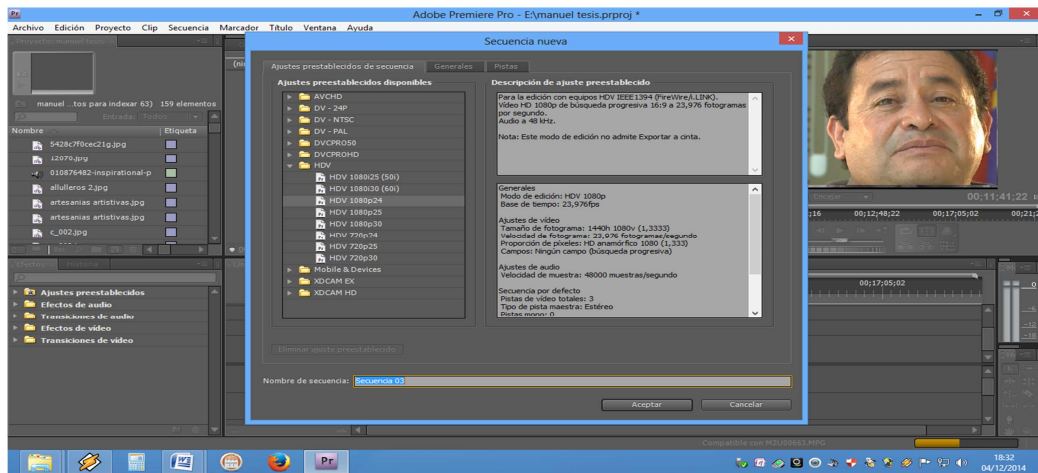 Adobe Premiere Pro - E:\manuel tesis.prproj *
Archivo Edición Proyecto Clip Secuencia Marcador Título Ventana Ayuda
Secuencia nueva
Ajustes prestablecidos de secuencia Generales Pistas
Ajustes preestablecidos disponibles
AVCHD
DV - 24P
DV - NTSC
DV - PAL
DVCPRO50
DVCPROHD
HDV
HDV 1080i25 (50i)
HDV 1080i30 (60i)
HDV 1080p24
HDV 1080p25
HDV 1080p30
HDV 720p24
HDV 720p25
HDV 720p30
Mobile & Devices
XDCAM EX
XDCAM HD
Eliminar ajuste preestablecido
Descripción de ajuste preestablecido
Para la edición con equipos HDV IEEE1394 (FireWire/i.LINK).
Vídeo HD 1080p de búsqueda progresiva 16:9 a 23,976 fotogramas
por segundo.
Audio a 48 kHz.
Nota: Este modo de edición no admite Exportar a cinta.
Generales
Modo de edición: HDV 1080p
Base de tiempo: 23,976fps
Ajustes de vídeo
Tamaño de fotograma: 1440h 1080v (1,3333)
Velocidad de fotograma: 23,976 fotogramas/segundo
Proporción de píxeles: HD anamórfico 1080 (1,333)
Campos: Ningún campo (búsqueda progresiva)
Ajustes de audio
Velocidad de muestra: 48000 muestras/segundo
Secuencia por defecto
Pistas de vídeo totales: 3
Tipo de pista maestra: Estéreo
Pistas mono: 0
Nombre de secuencia: Secuencia 03
Aceptar Cancelar
manuel ...tos para indexar 63) 159 elementos
Entrada: Todos
Nombre Etiqueta
5428c7f0cec21g.jpg
12070.jpg
010876482-inspirational-p
allulleros 2.jpg
artesanias artistivas.jpg
artesanias artistivas.jpg
c_002.jpg
Efectos Historia
Ajustes preestablecidos
Efectos de audio
Transiciones de audio
Efectos de vídeo
Transiciones de vídeo
00;11;41;22
00;12;48;22 00;17;05;02
00;17;05;02
Compatible con M2U00663.MPG
Pr
18:32
04/12/2014